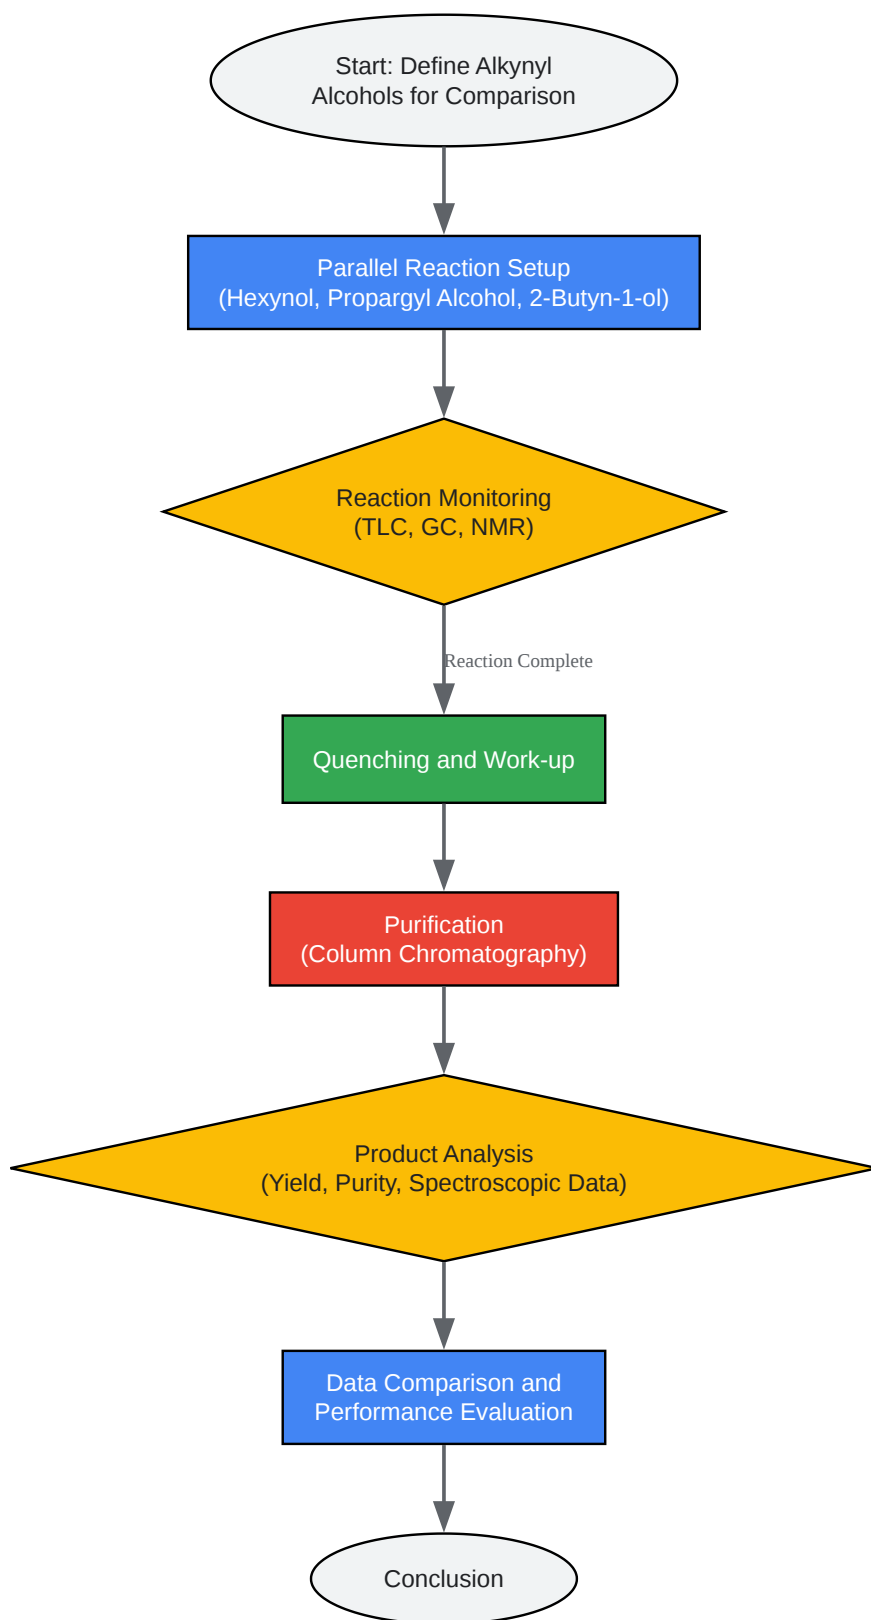 Start: Define Alkynyl
Alcohols for Comparison
Parallel Reaction Setup
(Hexynol, Propargyl Alcohol, 2-Butyn-1-ol)
Reaction Monitoring
(TLC, GC, NMR)
Reaction Complete
Quenching and Work-up
Purification
(Column Chromatography)
Product Analysis
(Yield, Purity, Spectroscopic Data)
Data Comparison and
Performance Evaluation
Conclusion